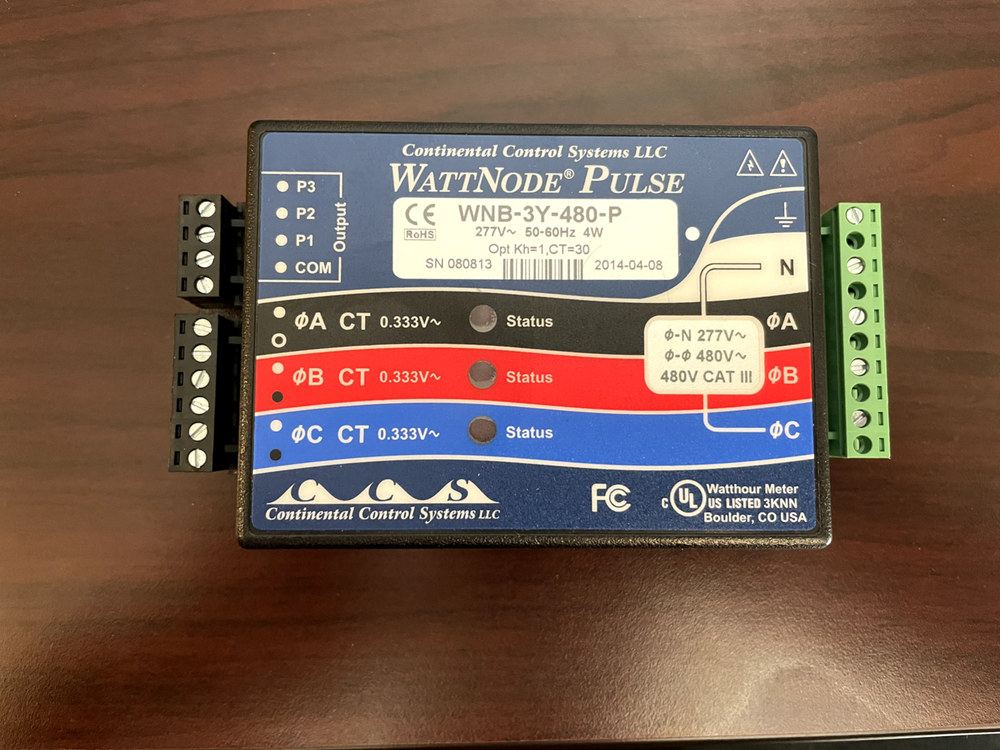 Continental Control Systems LLC
WATTNODE® PULSE
CE WNB-3Y-480-P
RoHS 277V~ 50-60Hz 4W
Opt Kh=1,CT=30
SN 080813 2014-04-08
P3
P2
P1
COM
Output
N
ΦA CT 0.333V~ Status ΦA
ΦB CT 0.333V~ Status ΦB
ΦC CT 0.333V~ Status ΦC
Φ-N 277V~
Φ-Φ 480V~
480V CAT III
CCS
Continental Control Systems LLC
FC
c UL US LISTED 3KNN
Watthour Meter
Boulder, CO USA